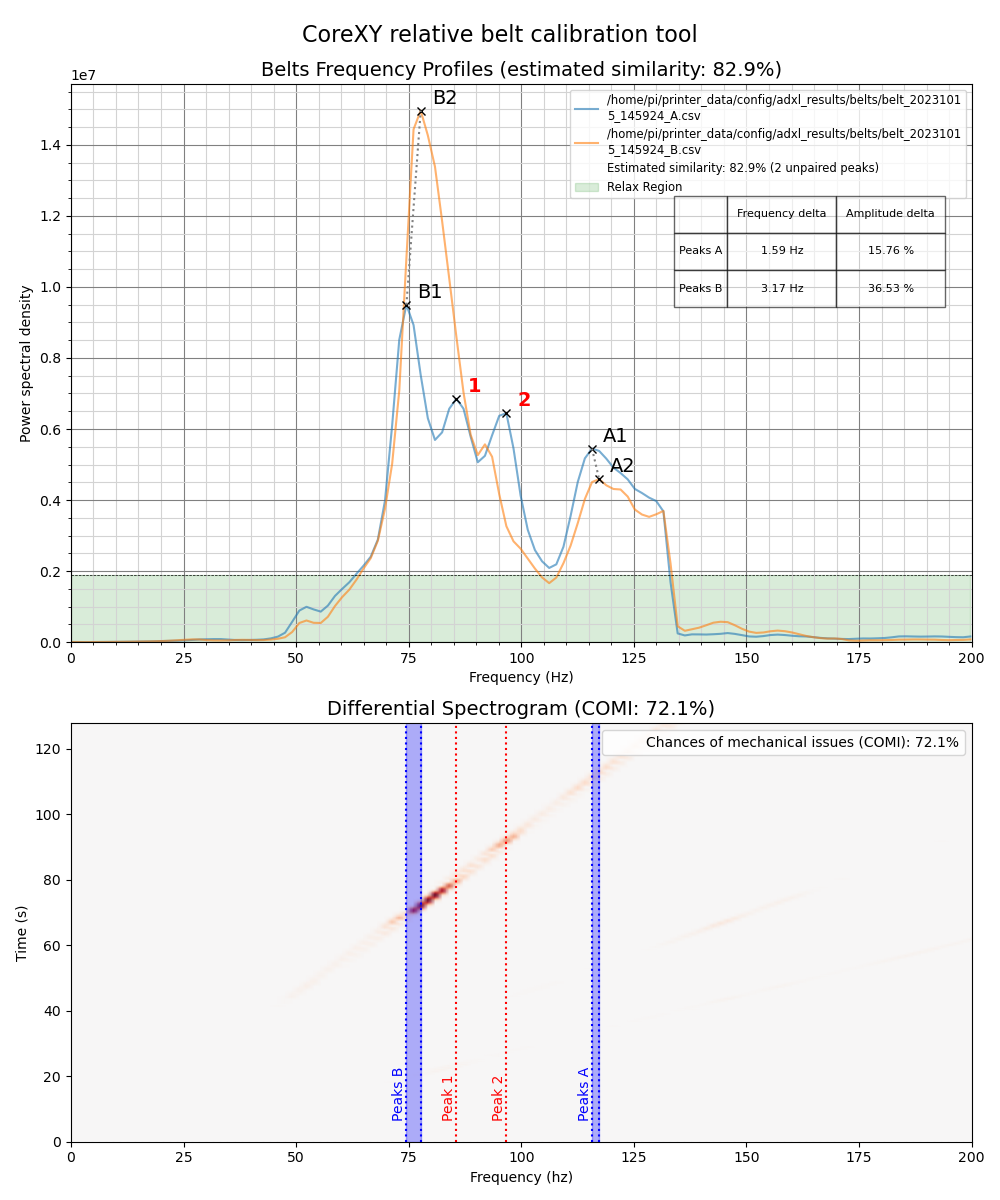 CoreXY relative belt calibration tool
Belts Frequency Profiles (estimated similarity: 82.9%)
1e7
B2
/home/pi/printer_data/config/adxl_results/belts/belt_2023101
5_145924_A.csv
/home/pi/printer_data/config/adxl_results/belts/belt_2023101
5_145924_B.csv
Estimated similarity: 82.9% (2 unpaired peaks)
Relax Region
Frequency delta Amplitude delta
Peaks A 1.59 Hz 15.76 %
Peaks B 3.17 Hz 36.53 %
B1
1
2
A1
A2
1.4
1.2
1.0
0.8
0.6
0.4
0.2
0.0
Power spectral density
0 25 50 75 100 125 150 175 200
Frequency (Hz)
Differential Spectrogram (COMI: 72.1%)
Chances of mechanical issues (COMI): 72.1%
120
100
80
60
40
20
0
Time (s)
Peaks B
Peak 1
Peak 2
Peaks A
0 25 50 75 100 125 150 175 200
Frequency (hz)